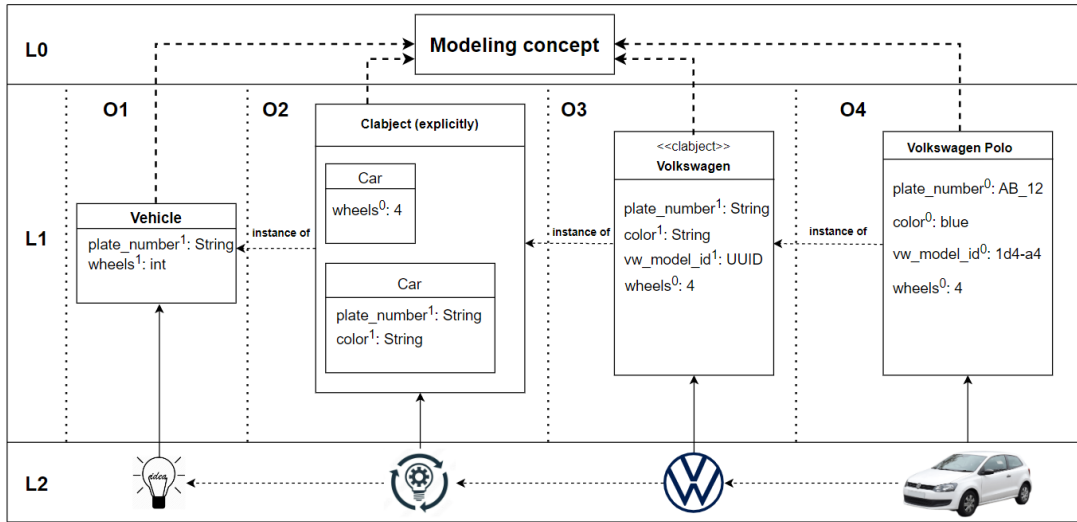 L0
Modeling concept
L1
O1
O2
O3
O4
Vehicle
plate_number¹: String
wheels¹: int
instance of
Clabject (explicitly)
Car
wheels⁰: 4
Car
plate_number¹: String
color¹: String
instance of
<<clabject>>
Volkswagen
plate_number¹: String
color¹: String
vw_model_id¹: UUID
wheels⁰: 4
instance of
Volkswagen Polo
plate_number⁰: AB_12
color⁰: blue
vw_model_id⁰: 1d4-a4
wheels⁰: 4
L2
idea